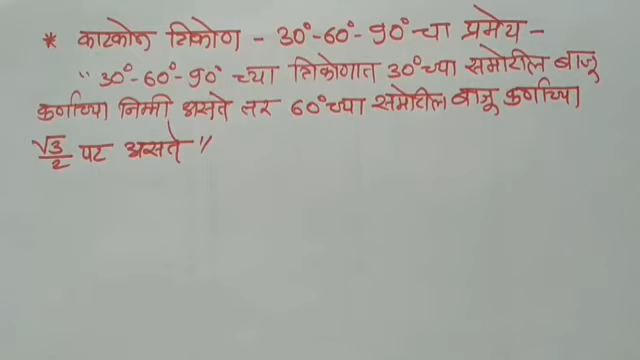 * काटकोन त्रिकोण - 30°-60°-90° चा प्रमेय -
" 30°-60°-90° च्या त्रिकोणात 30° च्या समोरील बाजू
कर्णाच्या निम्मी असते तर 60° च्या समोरील बाजू कर्णाच्या
√3/2 पट असते "